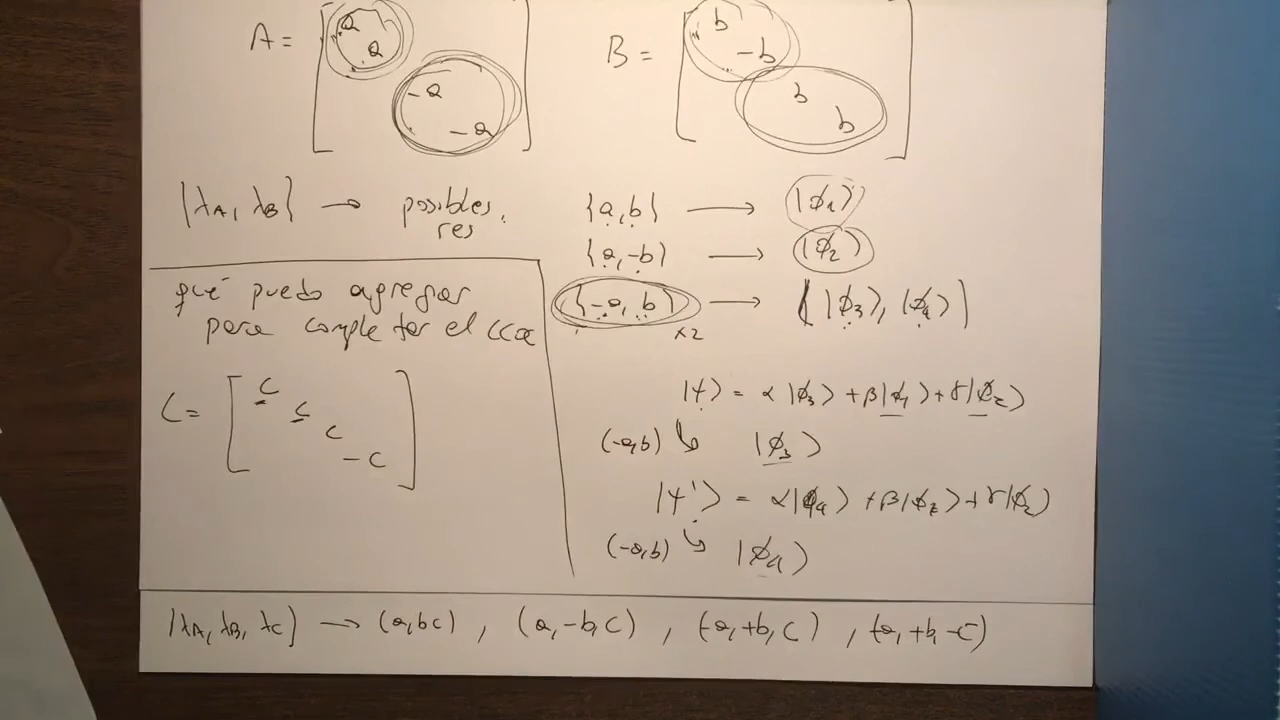 A = [a a -a -a]
B = [b -b b b]
{λA, λB} → posibles res
{a, b} → |ϕ1⟩
{a, -b} → |ϕ2⟩
{-a, b} x2 → {|ϕ3⟩, |ϕ4⟩}
|ψ⟩ = α|ϕ3⟩ + β|ϕ1⟩ + γ|ϕ2⟩
(-a,b) ↳ |ϕ3⟩
|ψ'⟩ = α|ϕ4⟩ + β|ϕ2⟩ + γ|ϕ2⟩
(-a,b) ↳ |ϕ4⟩
qué puedo agregar
para completar el CCOC
C = [c c c -c]
{λA, λB, λC} → (a,b,c) , (a,-b,c) , (-a,+b,c) , (-a,+b,-c)